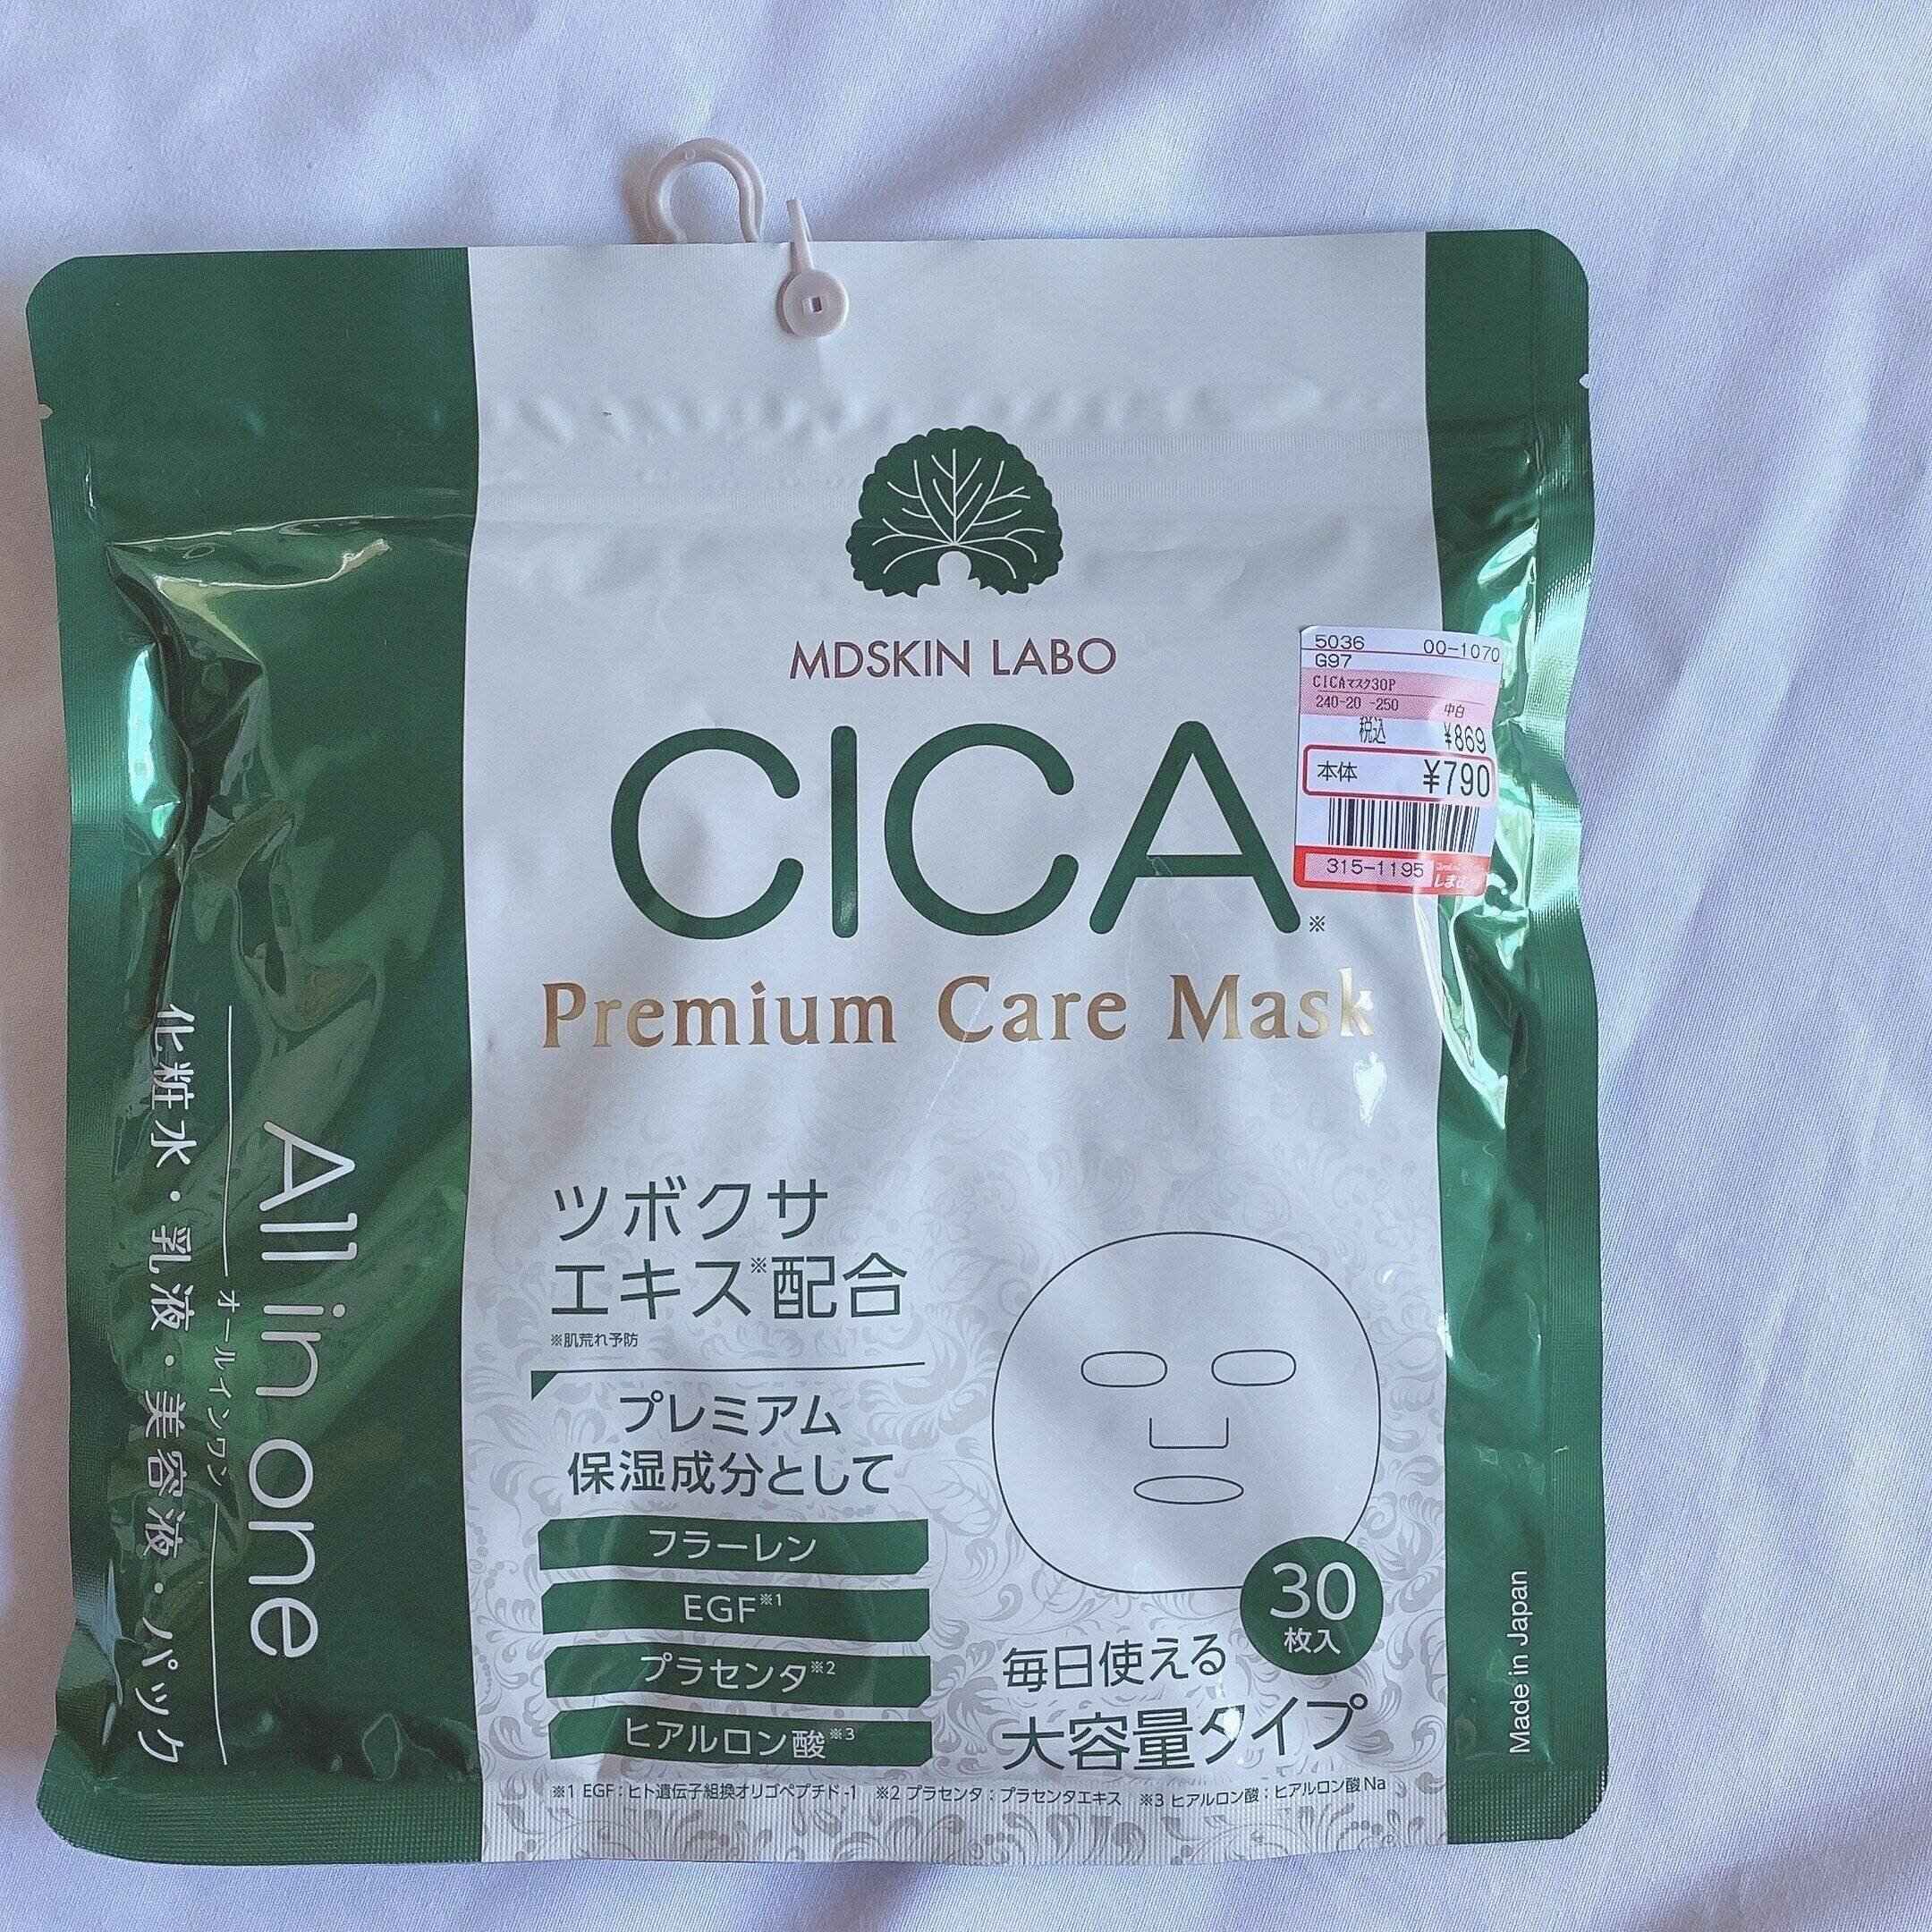 MDSKIN LABO
CICA※
Premium Care Mask
5036 00-1070
G97
CICAマスク30P
240-20 -250 中白
税込 ¥869
本体 ¥790
315-1195
ツボクサ
エキス※配合
※肌荒れ予防
プレミアム
保湿成分として
フラーレン
EGF※1
プラセンタ※2
ヒアルロン酸※3
30
枚入
毎日使える
大容量タイプ
※1 EGF：ヒト遺伝子組換オリゴペプチド-1 ※2 プラセンタ：プラセンタエキス ※3 ヒアルロン酸：ヒアルロン酸Na
All in one
オールインワン
化粧水・乳液・美容液・パック
Made in Japan